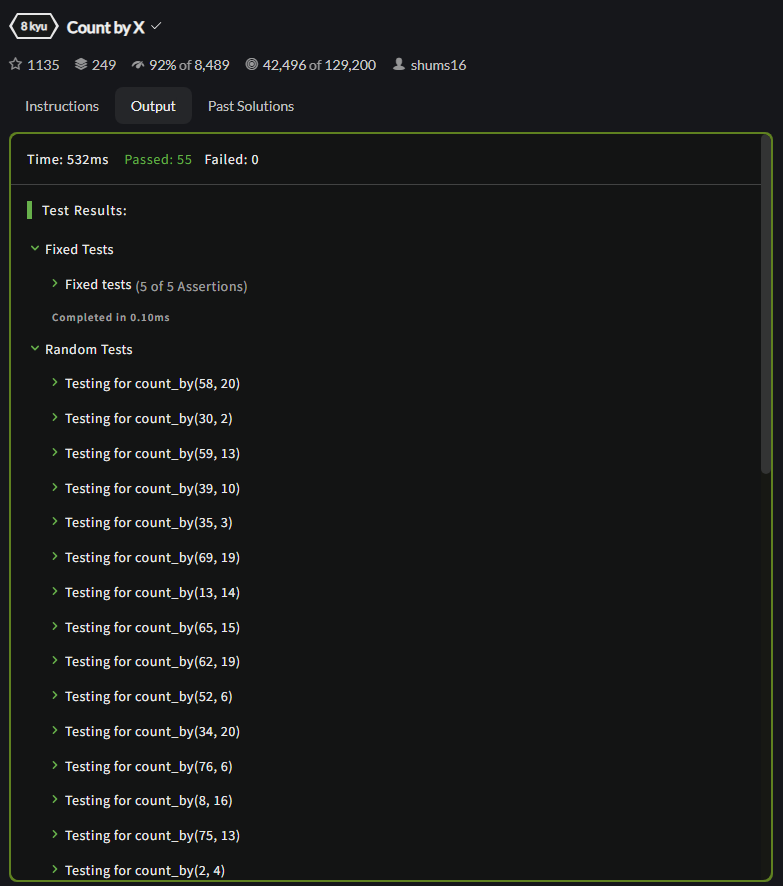 8 kyu Count by X
1135 249 92% of 8,489 42,496 of 129,200 shums16
Instructions Output Past Solutions
Time: 532ms Passed: 55 Failed: 0
Test Results:
Fixed Tests
Fixed tests (5 of 5 Assertions)
Completed in 0.10ms
Random Tests
Testing for count_by(58, 20)
Testing for count_by(30, 2)
Testing for count_by(59, 13)
Testing for count_by(39, 10)
Testing for count_by(35, 3)
Testing for count_by(69, 19)
Testing for count_by(13, 14)
Testing for count_by(65, 15)
Testing for count_by(62, 19)
Testing for count_by(52, 6)
Testing for count_by(34, 20)
Testing for count_by(76, 6)
Testing for count_by(8, 16)
Testing for count_by(75, 13)
Testing for count_by(2, 4)